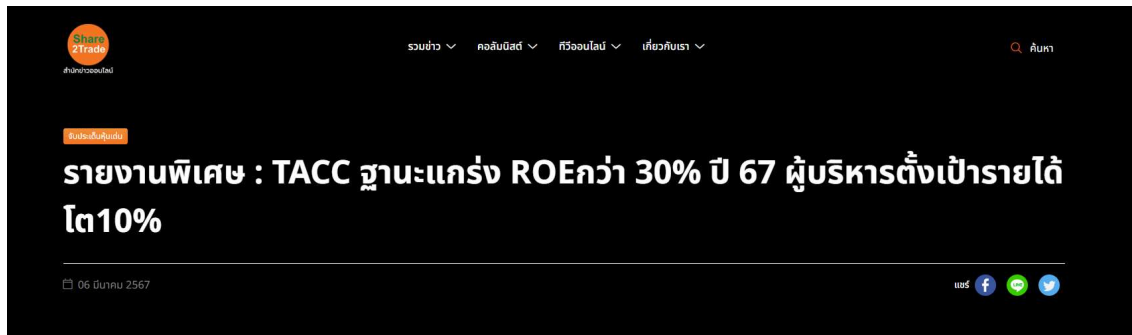 Share
2Trade
สำนักข่าวออนไลน์
รวมข่าว
คอลัมนิสต์
ทีวีออนไลน์
เกี่ยวกับเรา
ค้นหา
จับประเด็นหุ้นเด่น
รายงานพิเศษ : TACC ฐานะแกร่ง ROEกว่า 30% ปี 67 ผู้บริหารตั้งเป้ารายได้
โต10%
06 มีนาคม 2567
แชร์
LINE